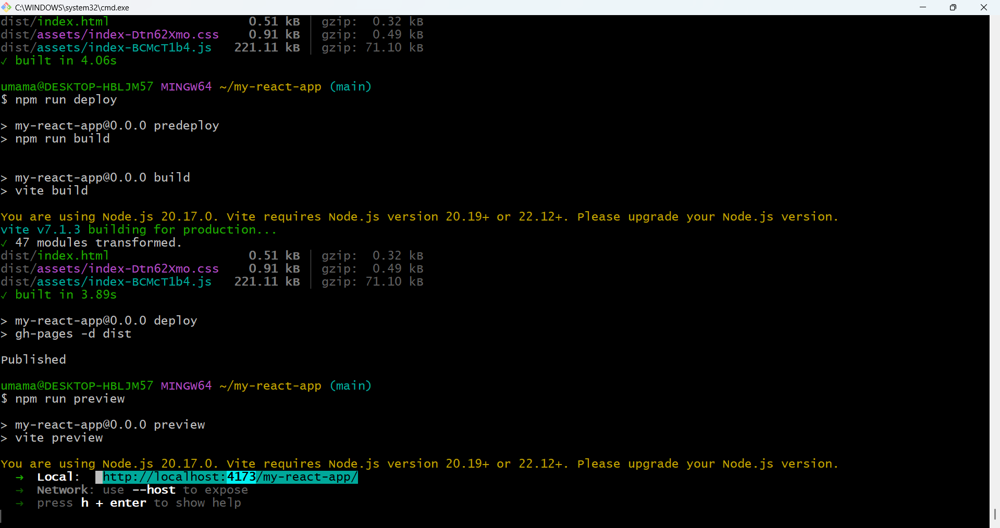 C:\WINDOWS\system32\cmd.exe
dist/index.html 0.51 kB │ gzip: 0.32 kB
dist/assets/index-Dtn62Xmo.css 0.91 kB │ gzip: 0.49 kB
dist/assets/index-BCMcT1b4.js 221.11 kB │ gzip: 71.10 kB
✓ built in 4.06s
umama@DESKTOP-HBLJM57 MINGW64 ~/my-react-app (main)
$ npm run deploy
> my-react-app@0.0.0 predeploy
> npm run build
> my-react-app@0.0.0 build
> vite build
You are using Node.js 20.17.0. Vite requires Node.js version 20.19+ or 22.12+. Please upgrade your Node.js version.
vite v7.1.3 building for production...
✓ 47 modules transformed.
dist/index.html 0.51 kB │ gzip: 0.32 kB
dist/assets/index-Dtn62Xmo.css 0.91 kB │ gzip: 0.49 kB
dist/assets/index-BCMcT1b4.js 221.11 kB │ gzip: 71.10 kB
✓ built in 3.89s
> my-react-app@0.0.0 deploy
> gh-pages -d dist
Published
umama@DESKTOP-HBLJM57 MINGW64 ~/my-react-app (main)
$ npm run preview
> my-react-app@0.0.0 preview
> vite preview
You are using Node.js 20.17.0. Vite requires Node.js version 20.19+ or 22.12+. Please upgrade your Node.js version.
→ Local: http://localhost:4173/my-react-app/
→ Network: use --host to expose
→ press h + enter to show help